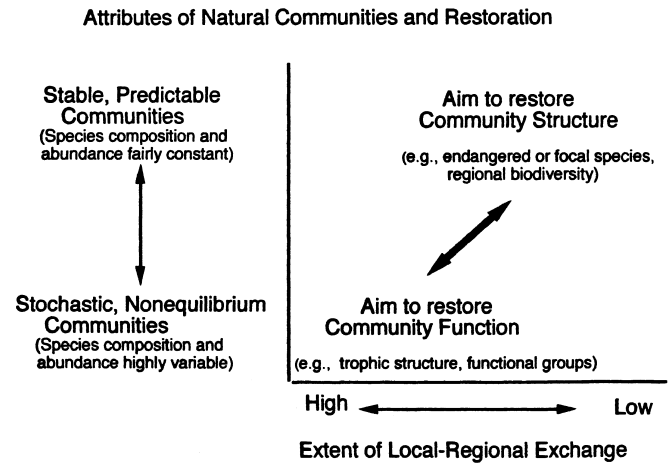 Attributes of Natural Communities and Restoration
Stable, Predictable
Communities
(Species composition and
abundance fairly constant)
Stochastic, Nonequilibrium
Communities
(Species composition and
abundance highly variable)
Aim to restore
Community Structure
(e.g., endangered or focal species,
regional biodiversity)
Aim to restore
Community Function
(e.g., trophic structure, functional groups)
High
Low
Extent of Local-Regional Exchange